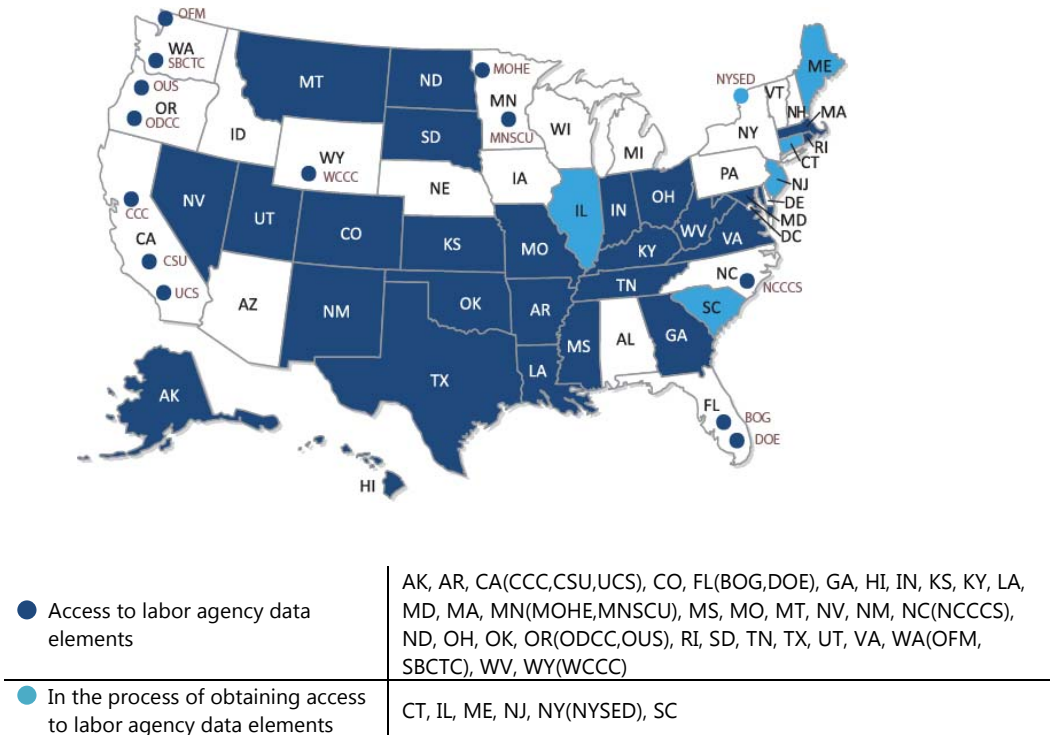 OFM
WA
SBCTC
OUS
OR
ODCC
MT
ND
MOHE
MN
MNSCU
NYSED
ME
VT
NH
MA
ID
WY
WCCC
SD
WI
MI
NY
RI
CT
CCC
NV
UT
NE
IA
PA
NJ
DE
MD
DC
CA
CSU
UCS
CO
KS
MO
IL
IN
OH
WV
VA
KY
AZ
NM
OK
AR
TN
NC
NCCCS
SC
TX
LA
MS
AL
GA
AK
FL
BOG
DOE
HI
Access to labor agency data
elements
AK, AR, CA(CCC,CSU,UCS), CO, FL(BOG,DOE), GA, HI, IN, KS, KY, LA,
MD, MA, MN(MOHE,MNSCU), MS, MO, MT, NV, NM, NC(NCCCS),
ND, OH, OK, OR(ODCC,OUS), RI, SD, TN, TX, UT, VA, WA(OFM,
SBCTC), WV, WY(WCCC)
In the process of obtaining access
to labor agency data elements
CT, IL, ME, NJ, NY(NYSED), SC